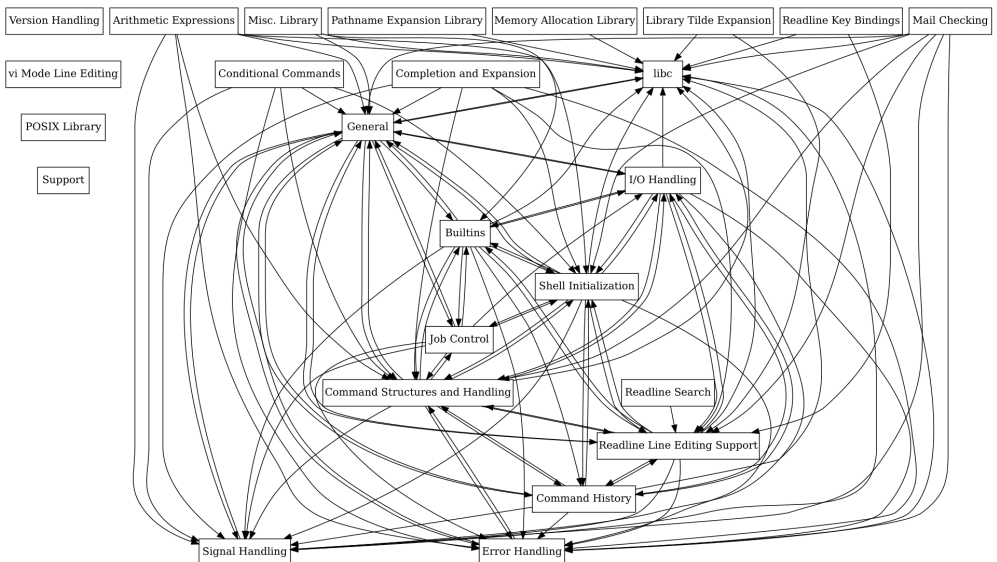 Version Handling
Arithmetic Expressions
Misc. Library
Pathname Expansion Library
Memory Allocation Library
Library Tilde Expansion
Readline Key Bindings
Mail Checking
vi Mode Line Editing
Conditional Commands
Completion and Expansion
libc
POSIX Library
General
Support
I/O Handling
Builtins
Shell Initialization
Job Control
Command Structures and Handling
Readline Search
Readline Line Editing Support
Command History
Signal Handling
Error Handling